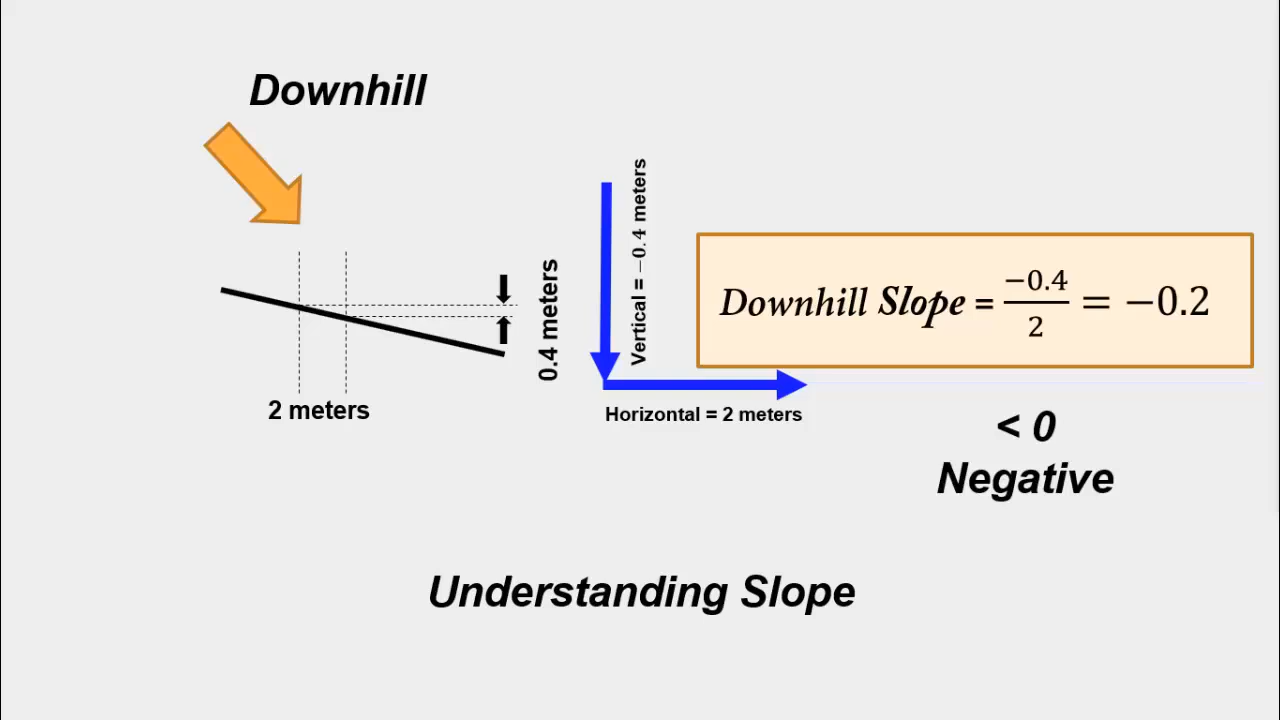 Downhill
2 meters
0.4 meters
Vertical = −0.4 meters
Horizontal = 2 meters
Downhill Slope = −0.4/2 = −0.2
< 0
Negative
Understanding Slope